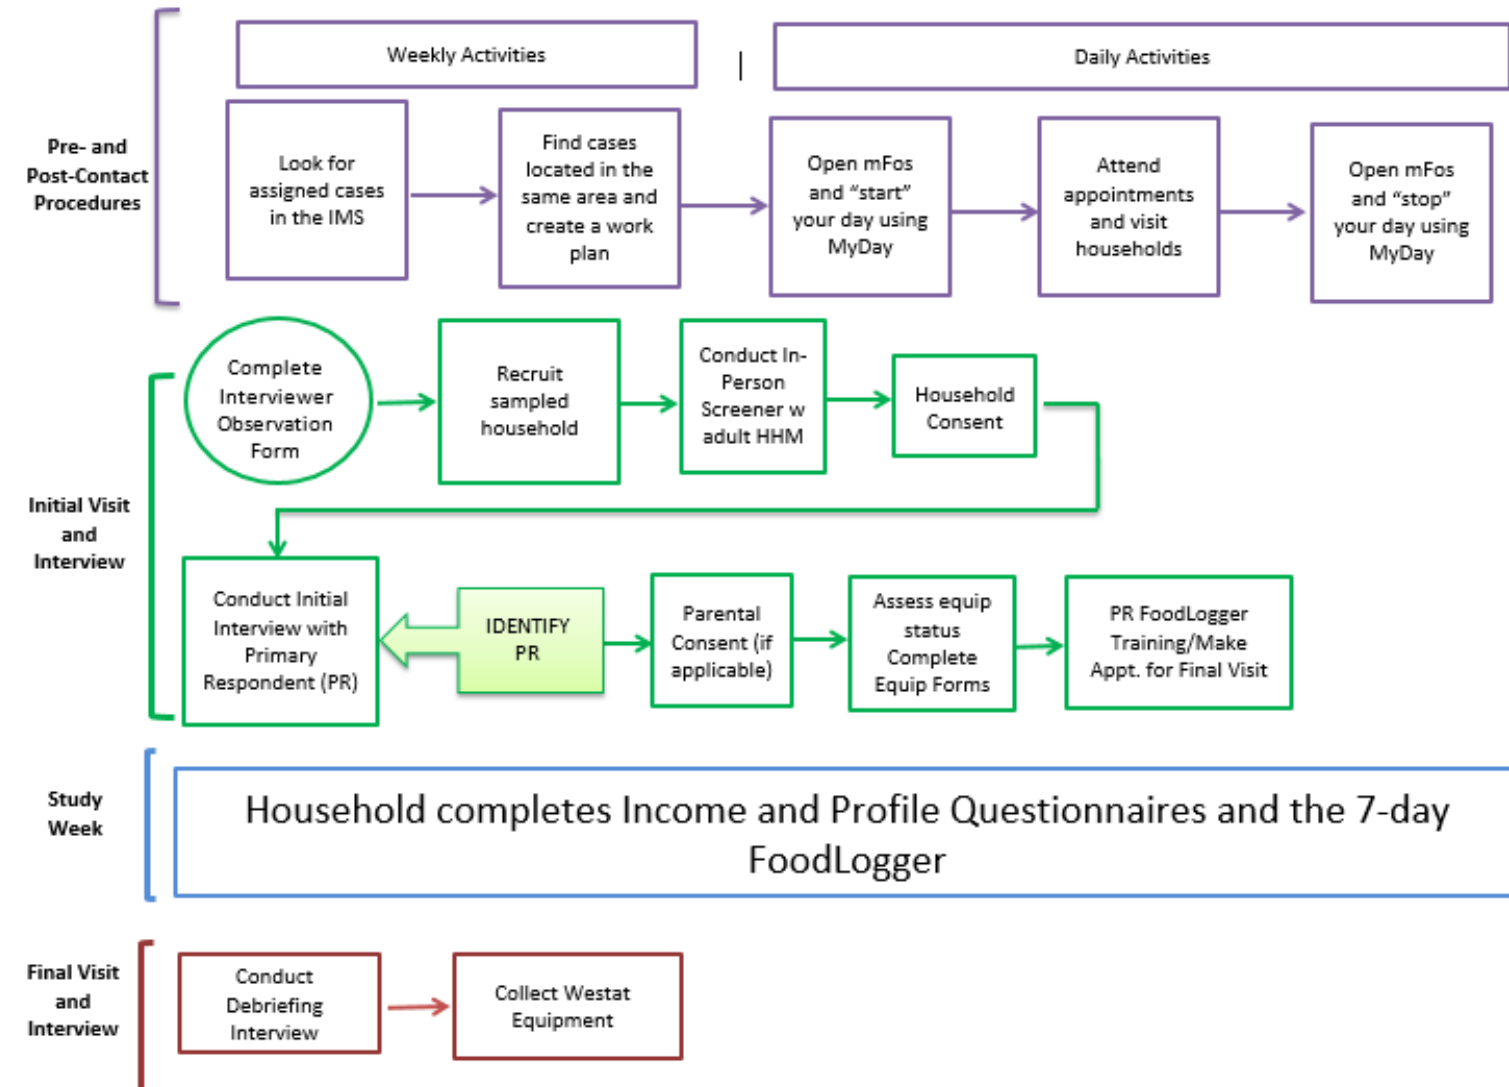 Weekly Activities
|
Daily Activities
Pre- and
Post-Contact
Procedures
Look for
assigned cases
in the IMS
Find cases
located in the
same area and
create a work
plan
Open mFos
and “start”
your day using
MyDay
Attend
appointments
and visit
households
Open mFos
and “stop”
your day using
MyDay
Initial Visit
and
Interview
Complete
Interviewer
Observation
Form
Recruit
sampled
household
Conduct In-
Person
Screener w
adult HHM
Household
Consent
Conduct Initial
Interview with
Primary
Respondent (PR)
IDENTIFY
PR
Parental
Consent (if
applicable)
Assess equip
status
Complete
Equip Forms
PR FoodLogger
Training/Make
Appt. for Final Visit
Study
Week
Household completes Income and Profile Questionnaires and the 7-day
FoodLogger
Final Visit
and
Interview
Conduct
Debriefing
Interview
Collect Westat
Equipment